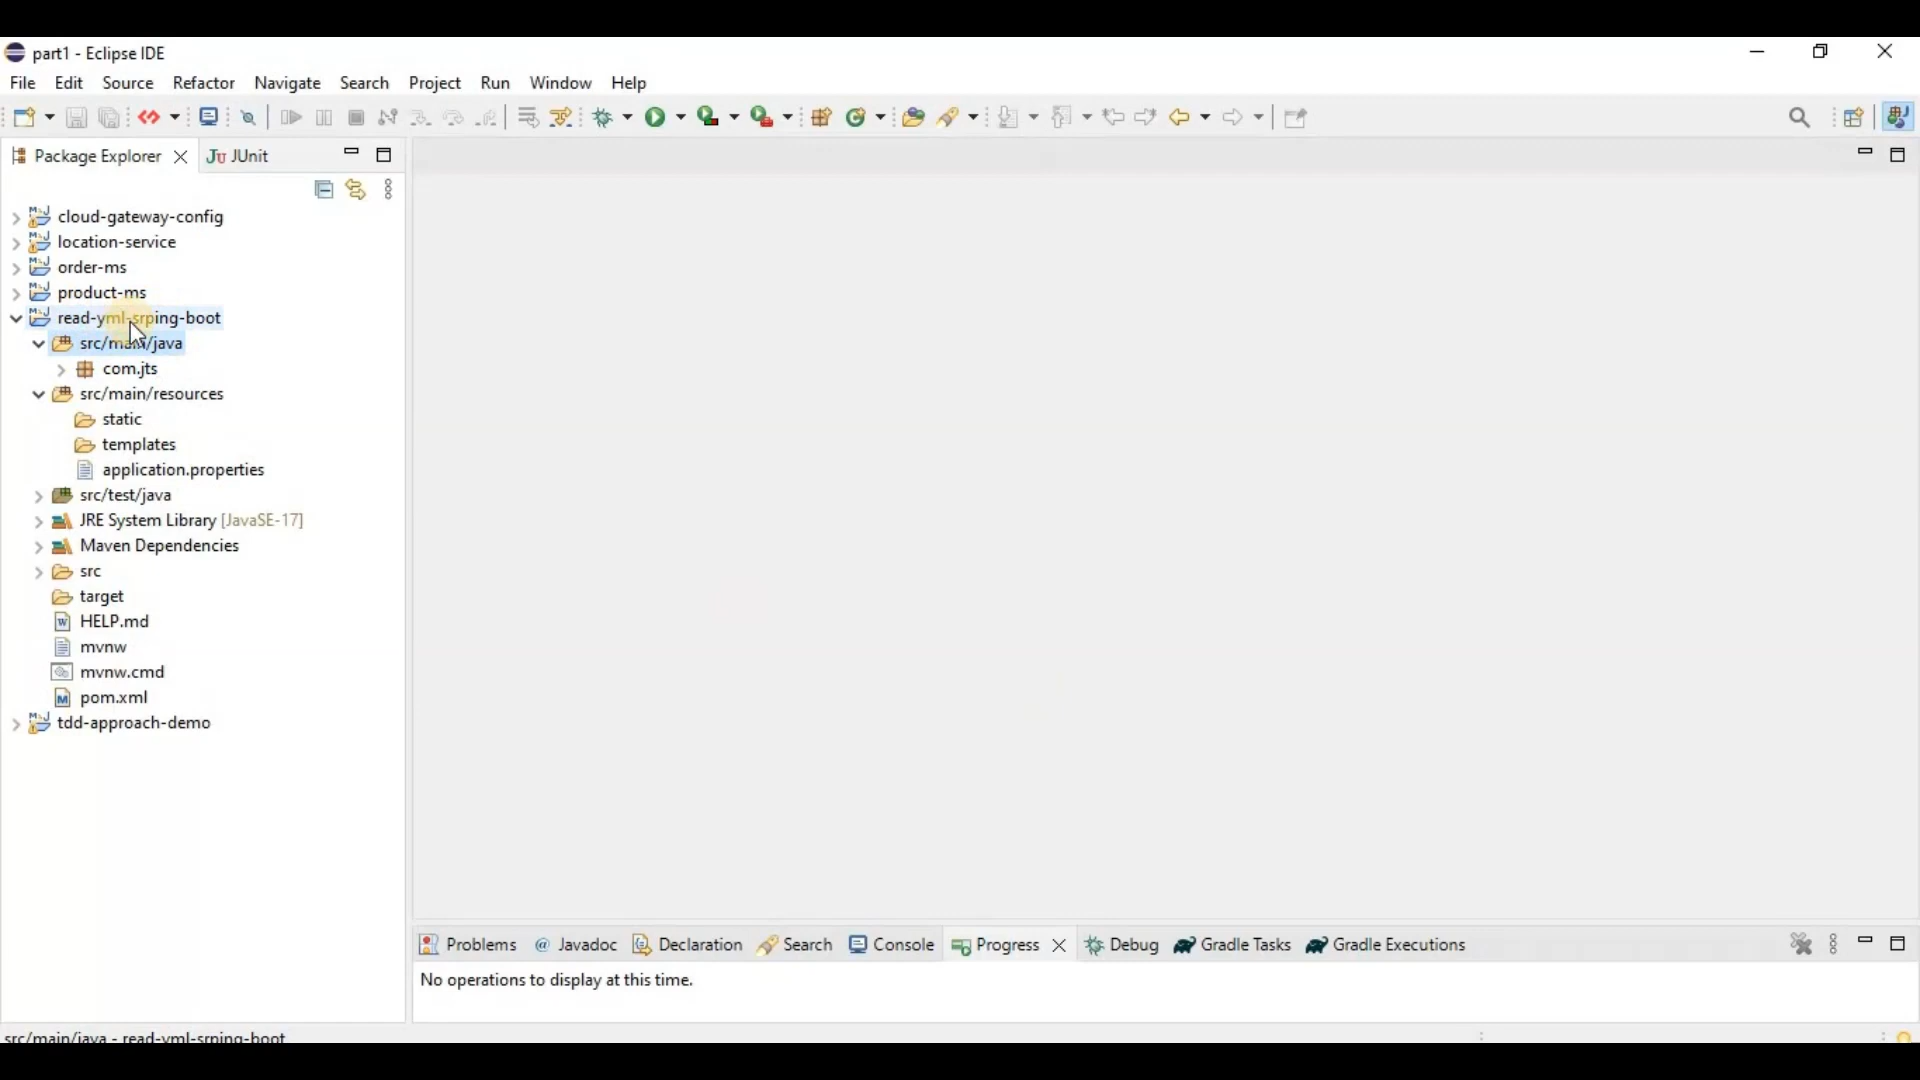 part1 - Eclipse IDE
File Edit Source Refactor Navigate Search Project Run Window Help
Package Explorer JUnit
cloud-gateway-config
location-service
order-ms
product-ms
read-yml-srping-boot
src/main/java
com.jts
src/main/resources
static
templates
application.properties
src/test/java
JRE System Library [JavaSE-17]
Maven Dependencies
src
target
HELP.md
mvnw
mvnw.cmd
pom.xml
tdd-approach-demo
Problems @ Javadoc Declaration Search Console Progress Debug Gradle Tasks Gradle Executions
No operations to display at this time.
src/main/java - read-yml-srping-boot